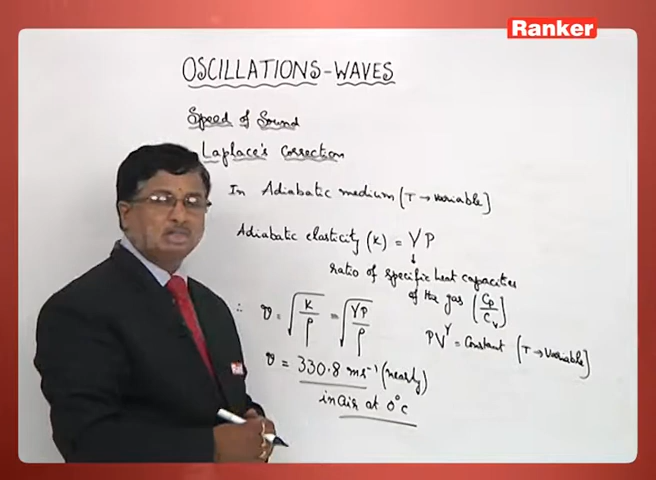 Ranker
OSCILLATIONS-WAVES
Speed of Sound
Laplace's Correction
In Adiabatic medium [T → variable]
Adiabatic elasticity (K) = γP
↓
ratio of specific heat capacities
of the gas [Cp/Cv]
∴ v = √(K/ρ) = √(γP/ρ)
PV^γ = Constant [T → variable]
v = 330.8 ms⁻¹ (nearly)
in air at 0°c